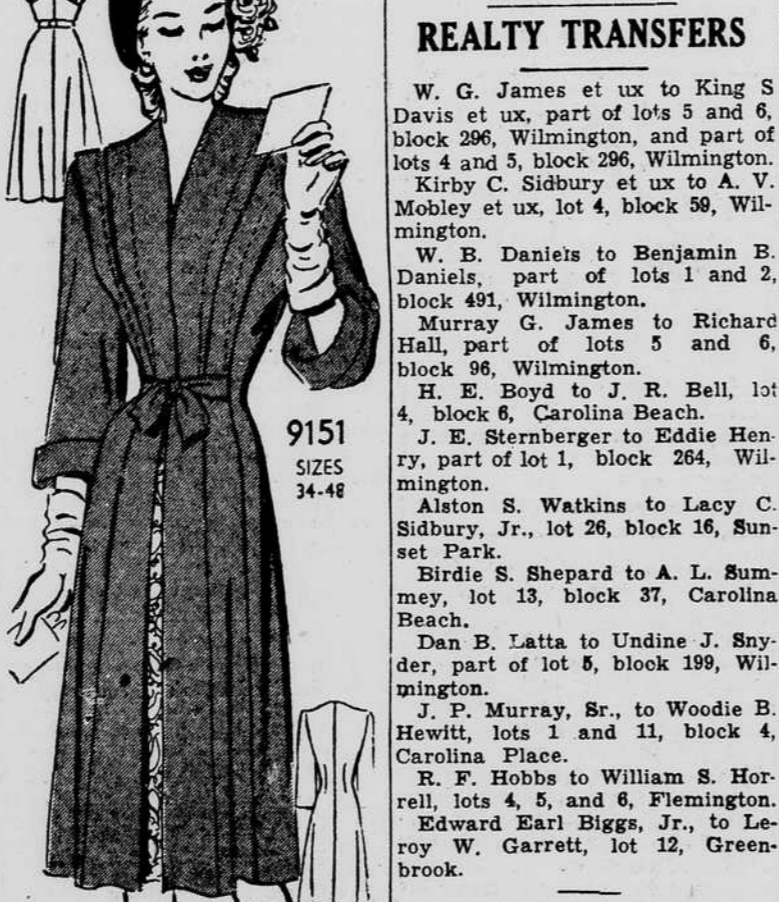 9151
SIZES
34-48
REALTY TRANSFERS
W. G. James et ux to King S
Davis et ux, part of lots 5 and 6,
block 296, Wilmington, and part of
lots 4 and 5, block 296, Wilmington.
Kirby C. Sidbury et ux to A. V.
Mobley et ux, lot 4, block 59, Wil-
mington.
W. B. Daniels to Benjamin B.
Daniels, part of lots 1 and 2,
block 491, Wilmington.
Murray G. James to Richard
Hall, part of lots 5 and 6,
block 96, Wilmington.
H. E. Boyd to J. R. Bell, lot
4, block 6, Carolina Beach.
J. E. Sternberger to Eddie Hen-
ry, part of lot 1, block 264, Wil-
mington.
Alston S. Watkins to Lacy C.
Sidbury, Jr., lot 26, block 16, Sun-
set Park.
Birdie S. Shepard to A. L. Sum-
mey, lot 13, block 37, Carolina
Beach.
Dan B. Latta to Undine J. Sny-
der, part of lot 5, block 199, Wil-
mington.
J. P. Murray, Sr., to Woodie B.
Hewitt, lots 1 and 11, block 4,
Carolina Place.
R. F. Hobbs to William S. Hor-
rell, lots 4, 5, and 6, Flemington.
Edward Earl Biggs, Jr., to Le-
roy W. Garrett, lot 12, Green-
brook.